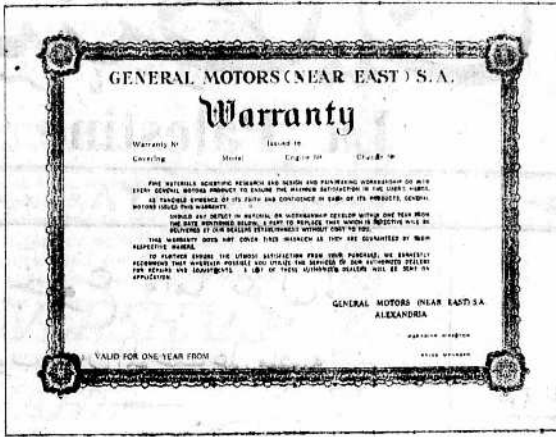 GENERAL MOTORS (NEAR EAST) S.A.
Warranty
Warranty Nº Issued to
Covering Model Engine Nº Chassis Nº
FINE MATERIALS SCIENTIFIC RESEARCH AND DESIGN AND PAINSTAKING WORKMANSHIP GO INTO
EVERY GENERAL MOTORS PRODUCT TO ENSURE THE MAXIMUM SATISFACTION IN THE USER'S HANDS.
AS TANGIBLE EVIDENCE OF ITS FAITH AND CONFIDENCE IN EACH OF ITS PRODUCTS, GENERAL
MOTORS ISSUES THIS WARRANTY.
SHOULD ANY DEFECT IN MATERIAL OR WORKMANSHIP DEVELOP WITHIN ONE YEAR FROM
THE DATE MENTIONED BELOW, A PART TO REPLACE THAT WHICH IS DEFECTIVE WILL BE
DELIVERED AT OUR DEALERS ESTABLISHMENT WITHOUT COST TO YOU.
THIS WARRANTY DOES NOT COVER TIRES INASMUCH AS THEY ARE GUARANTEED BY THEIR
RESPECTIVE MAKERS.
TO FURTHER ENSURE THE UTMOST SATISFACTION FROM YOUR PURCHASE, WE EARNESTLY
RECOMMEND THAT WHEREVER POSSIBLE YOU UTILIZE THE SERVICES OF OUR AUTHORIZED DEALERS
FOR REPAIRS AND ADJUSTMENTS. A LIST OF THESE AUTHORIZED DEALERS WILL BE SENT ON
APPLICATION.
GENERAL MOTORS (NEAR EAST) S.A
ALEXANDRIA
MANAGING DIRECTOR
VALID FOR ONE YEAR FROM
MANAGER